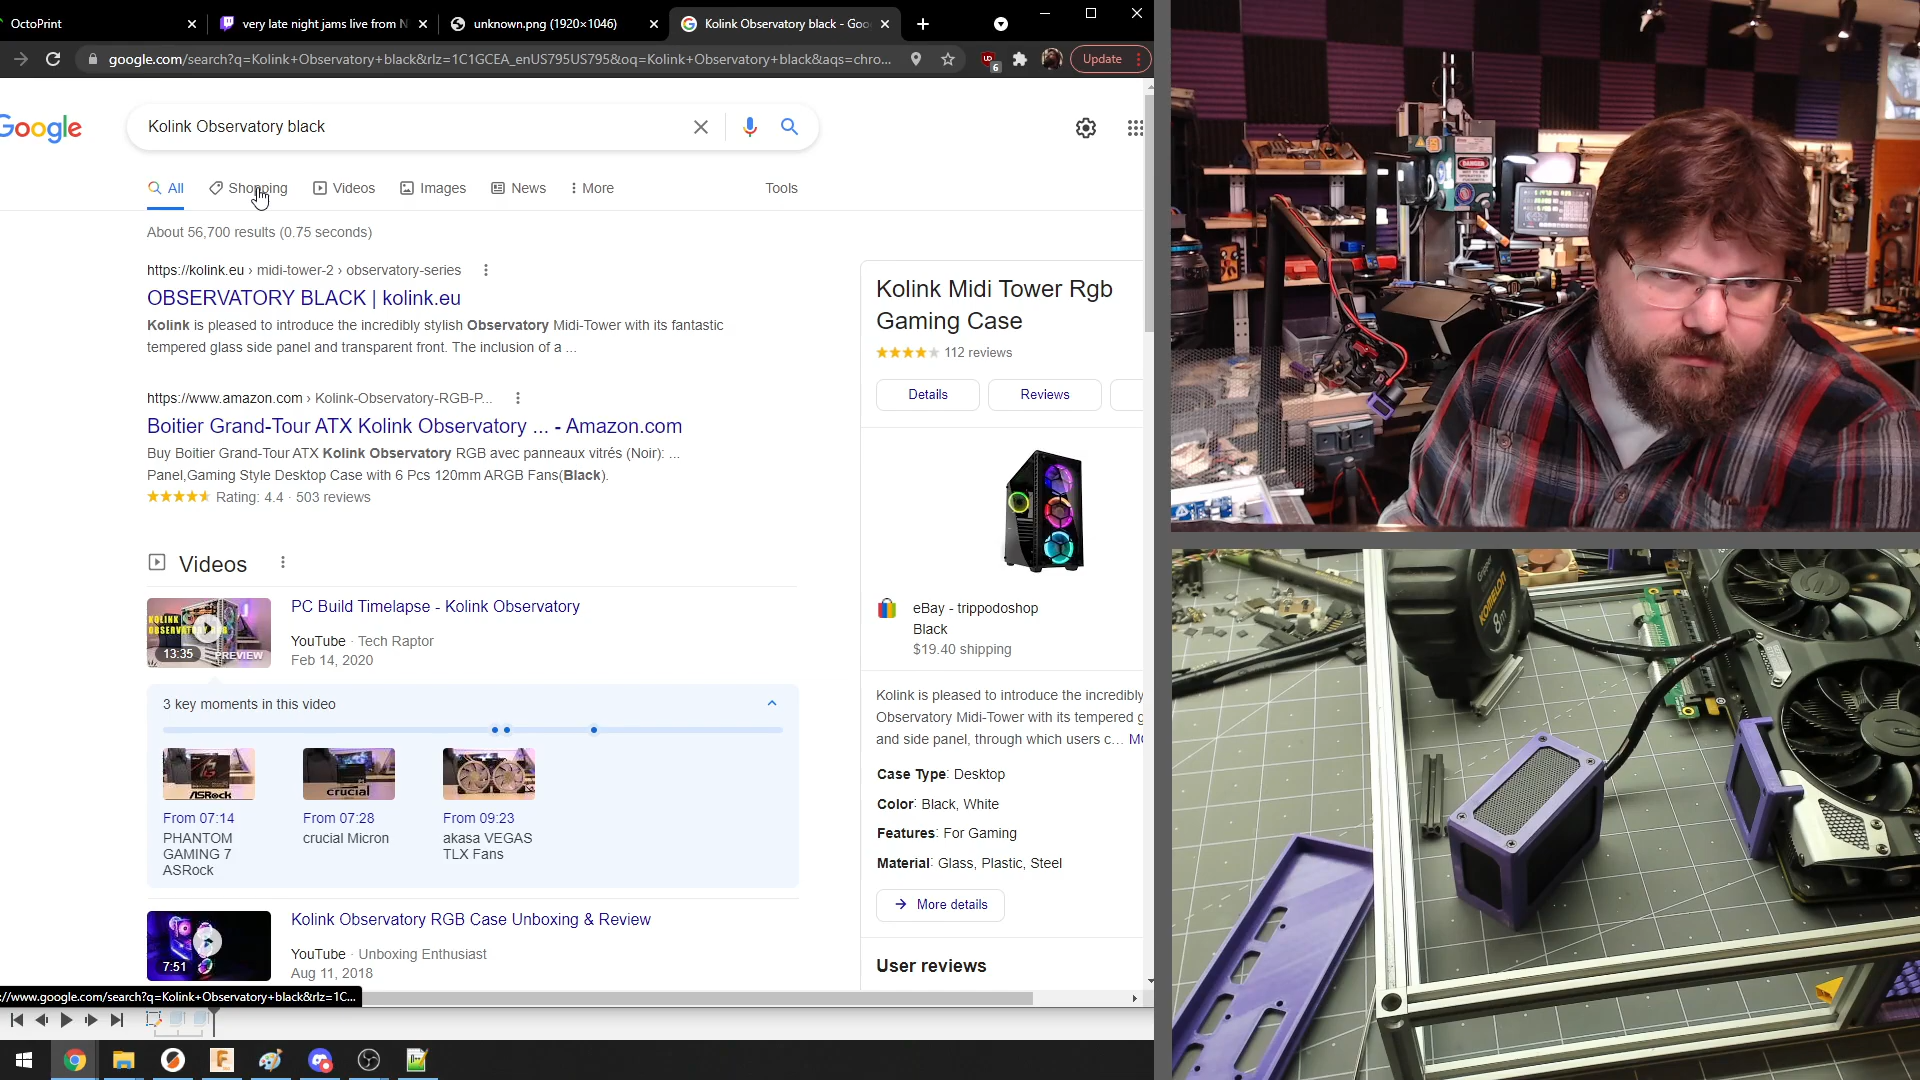 OctoPrint
very late night jams live from N
unknown.png (1920×1046)
Kolink Observatory black - Goo
google.com/search?q=Kolink+Observatory+black&rlz=1C1GCEA_enUS795US795&oq=Kolink+Observatory+black&aqs=chro...
6
Update
Google
Kolink Observatory black
All
Shopping
Videos
Images
News
More
Tools
About 56,700 results (0.75 seconds)
https://kolink.eu › midi-tower-2 › observatory-series
OBSERVATORY BLACK | kolink.eu
Kolink is pleased to introduce the incredibly stylish Observatory Midi-Tower with its fantastic
tempered glass side panel and transparent front. The inclusion of a ...
https://www.amazon.com › Kolink-Observatory-RGB-P...
Boitier Grand-Tour ATX Kolink Observatory ... - Amazon.com
Buy Boitier Grand-Tour ATX Kolink Observatory RGB avec panneaux vitrés (Noir): ...
Panel,Gaming Style Desktop Case with 6 Pcs 120mm ARGB Fans(Black).
Rating: 4.4 · 503 reviews
Videos
KOLINK
OBSERVATORY RGB
13:35
PREVIEW
PC Build Timelapse - Kolink Observatory
YouTube · Tech Raptor
Feb 14, 2020
3 key moments in this video
ASRock
crucial
From 07:14
PHANTOM
GAMING 7
ASRock
From 07:28
crucial Micron
From 09:23
akasa VEGAS
TLX Fans
7:51
Kolink Observatory RGB Case Unboxing & Review
YouTube · Unboxing Enthusiast
Aug 11, 2018
://www.google.com/search?q=Kolink+Observatory+black&rlz=1C...
Kolink Midi Tower Rgb
Gaming Case
112 reviews
Details
Reviews
eBay - trippodoshop
Black
$19.40 shipping
Kolink is pleased to introduce the incredibly
Observatory Midi-Tower with its tempered g
and side panel, through which users c... MO
Case Type: Desktop
Color: Black, White
Features: For Gaming
Material: Glass, Plastic, Steel
More details
User reviews
DANGER
KOMELON
8m